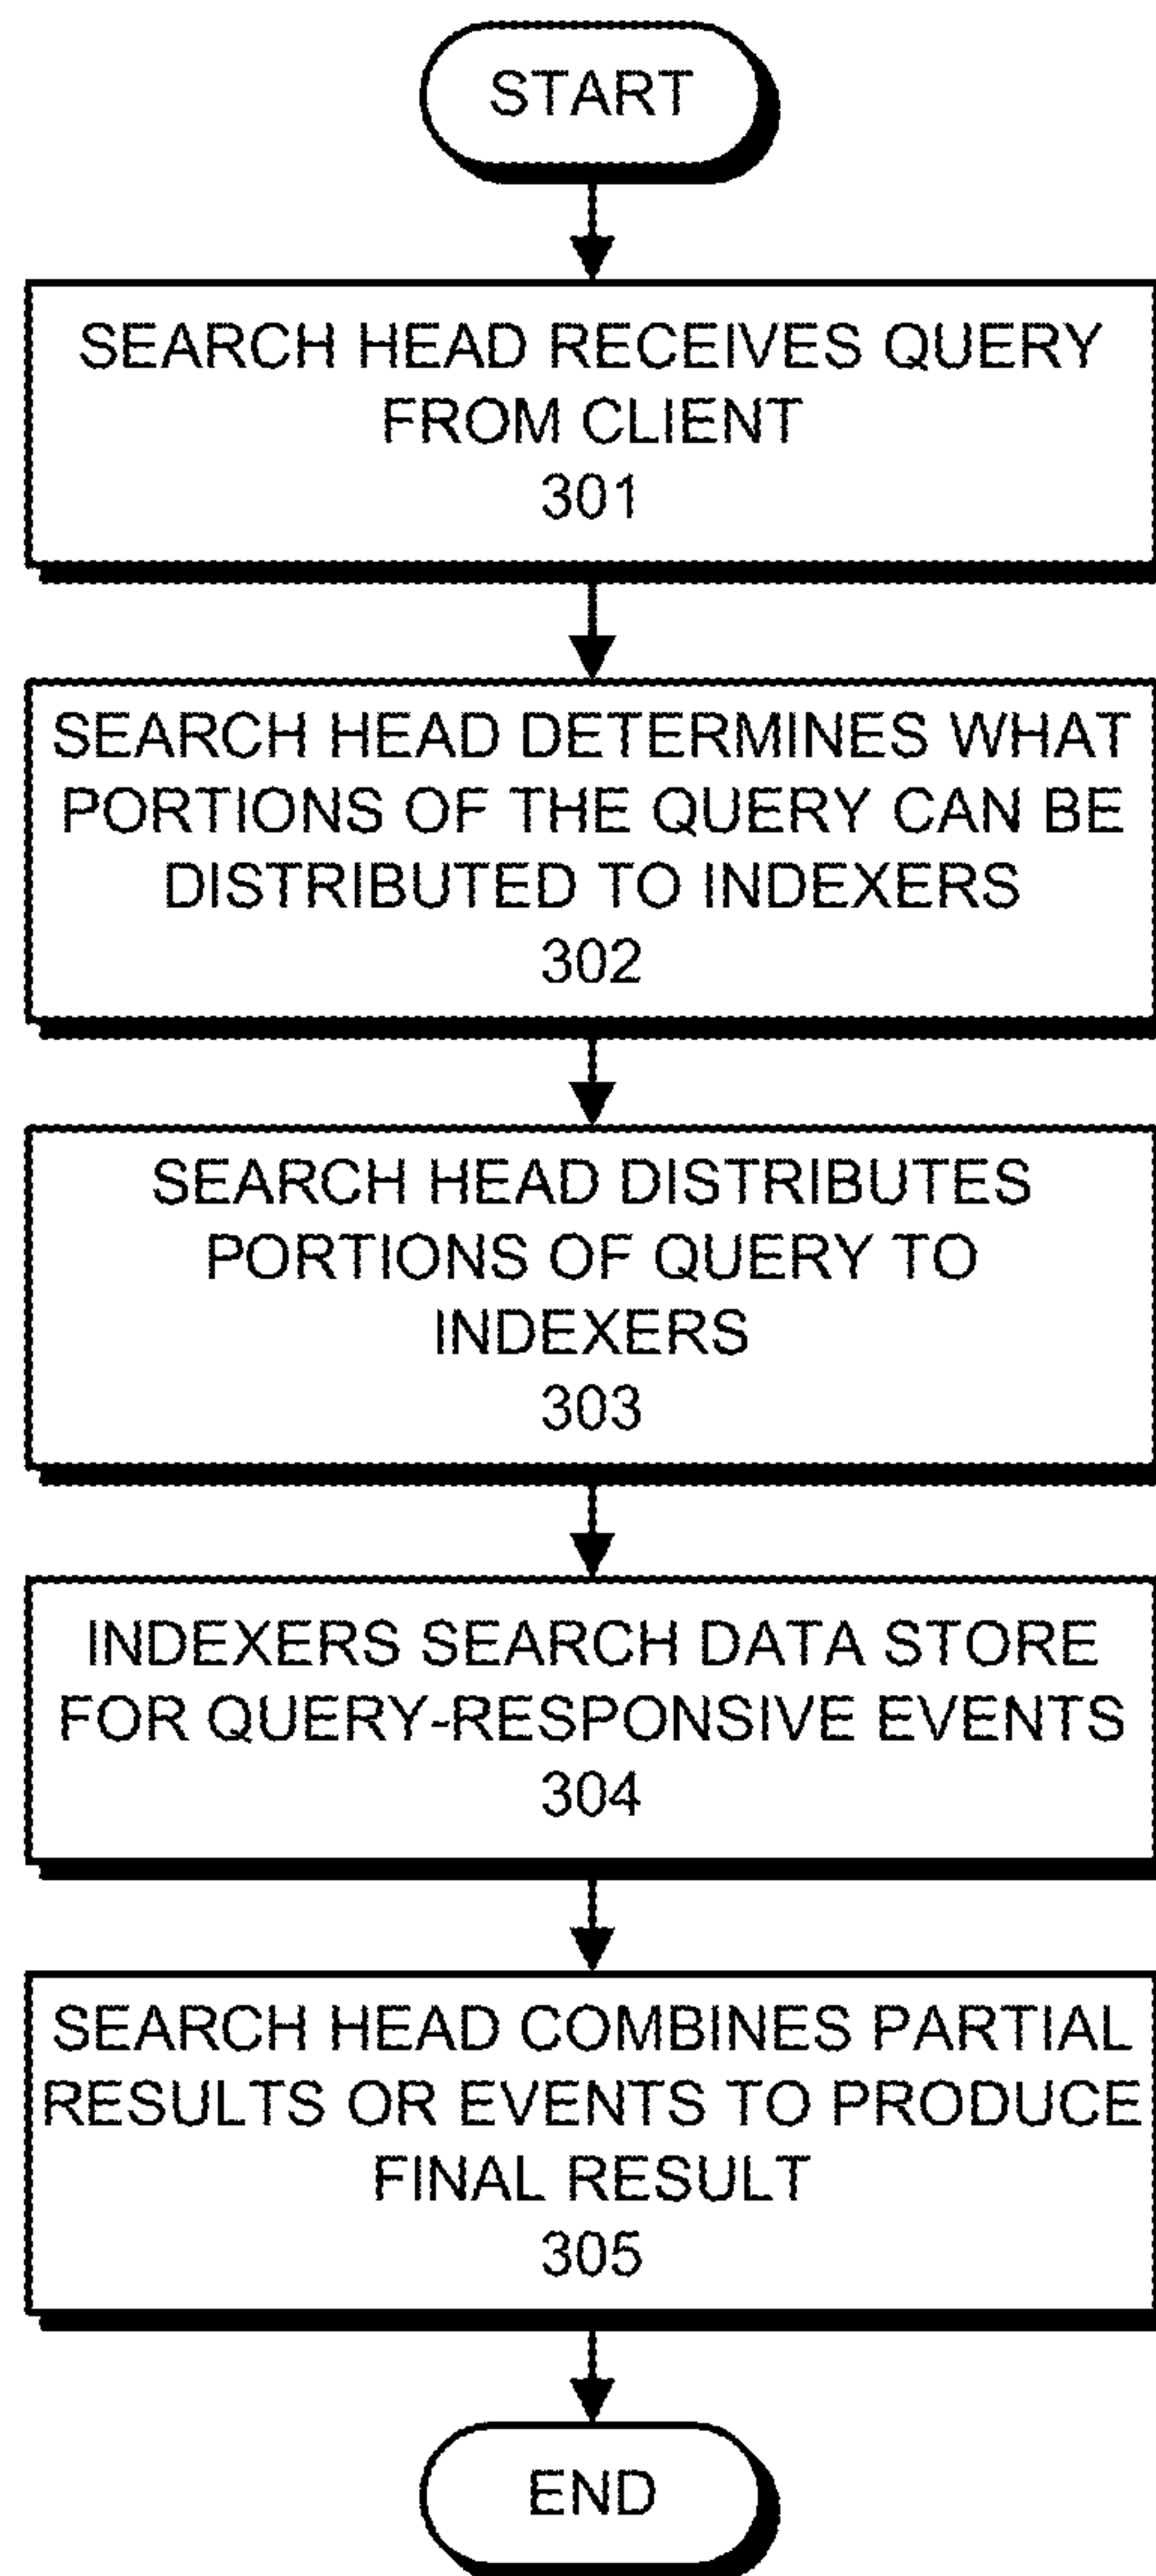 START
SEARCH HEAD RECEIVES QUERY
FROM CLIENT
301
SEARCH HEAD DETERMINES WHAT
PORTIONS OF THE QUERY CAN BE
DISTRIBUTED TO INDEXERS
302
SEARCH HEAD DISTRIBUTES
PORTIONS OF QUERY TO
INDEXERS
303
INDEXERS SEARCH DATA STORE
FOR QUERY-RESPONSIVE EVENTS
304
SEARCH HEAD COMBINES PARTIAL
RESULTS OR EVENTS TO PRODUCE
FINAL RESULT
305
END